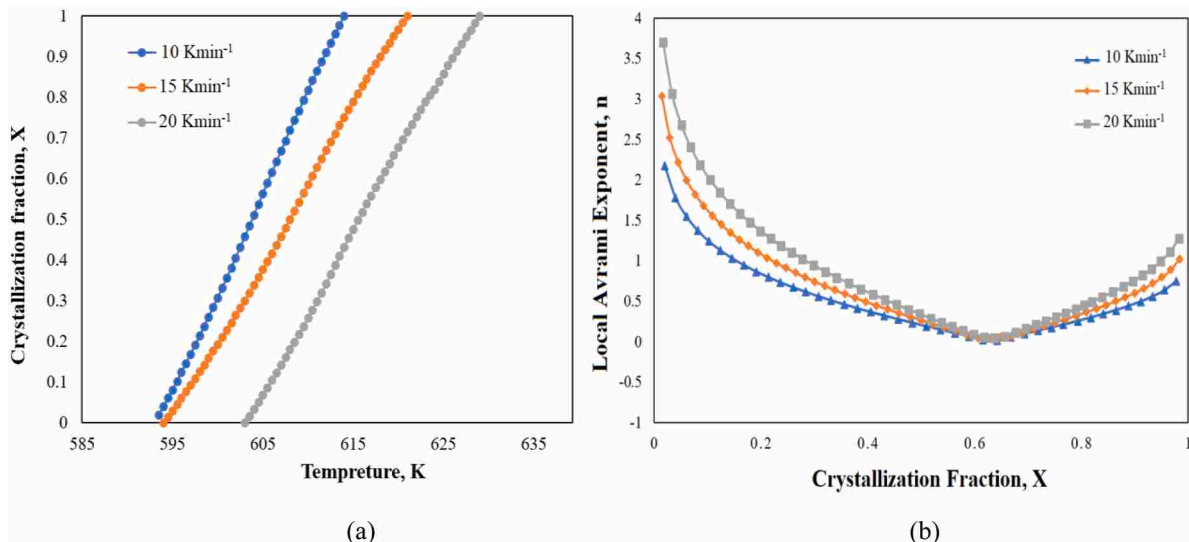 Crystallization fraction, X
1
0.9
0.8
0.7
0.6
0.5
0.4
0.3
0.2
0.1
0
10 Kmin-1
15 Kmin-1
20 Kmin-1
585
595
605
615
625
635
Tempreture, K
(a)
Local Avrami Exponent, n
4
3.5
3
2.5
2
1.5
1
0.5
0
-0.5
-1
10 Kmin-1
15 Kmin-1
20 Kmin-1
0
0.2
0.4
0.6
0.8
1
Crystallization Fraction, X
(b)